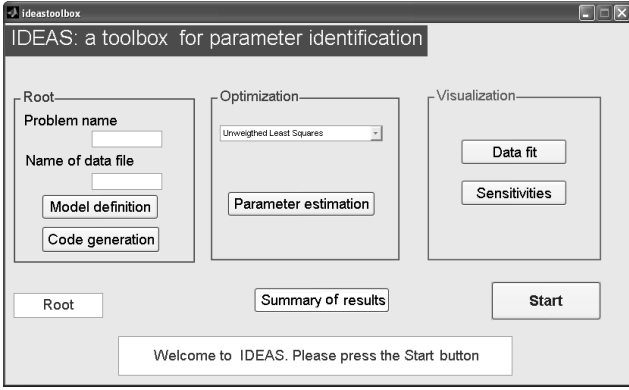 ideastoolbox
IDEAS: a toolbox for parameter identification
Root
Problem name
Name of data file
Model definition
Code generation
Optimization
Unweigthed Least Squares
Parameter estimation
Visualization
Data fit
Sensitivities
Root
Summary of results
Start
Welcome to IDEAS. Please press the Start button